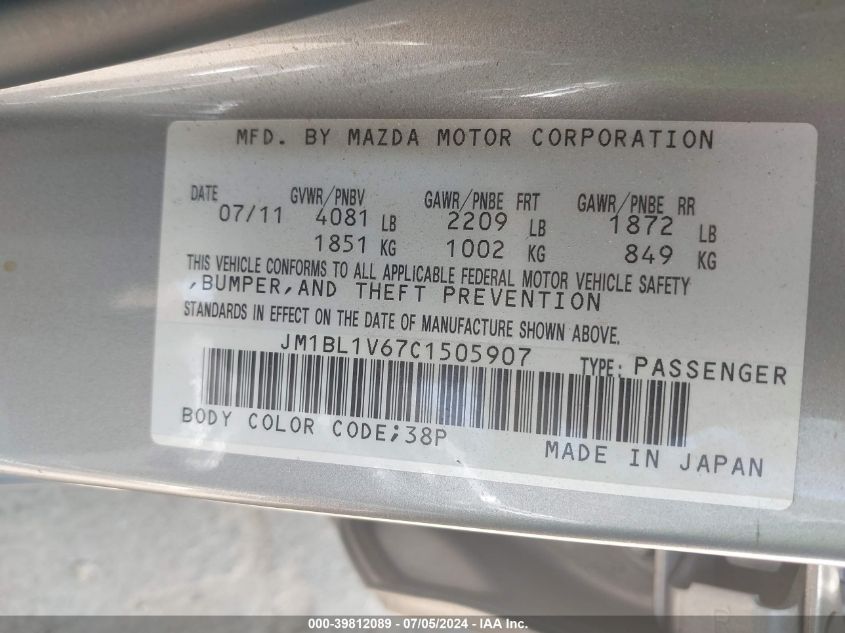 MFD. BY MAZDA MOTOR CORPORATION
DATE GVWR/PNBV GAWR/PNBE FRT GAWR/PNBE RR
07/11 4081 LB 2209 LB 1872 LB
1851 KG 1002 KG 849 KG
THIS VEHICLE CONFORMS TO ALL APPLICABLE FEDERAL MOTOR VEHICLE SAFETY
,BUMPER,AND THEFT PREVENTION
STANDARDS IN EFFECT ON THE DATE OF MANUFACTURE SHOWN ABOVE.
JM1BL1V67C1505907 TYPE: PASSENGER
BODY COLOR CODE;38P MADE IN JAPAN
000-39812089 - 07/05/2024 - IAA Inc.